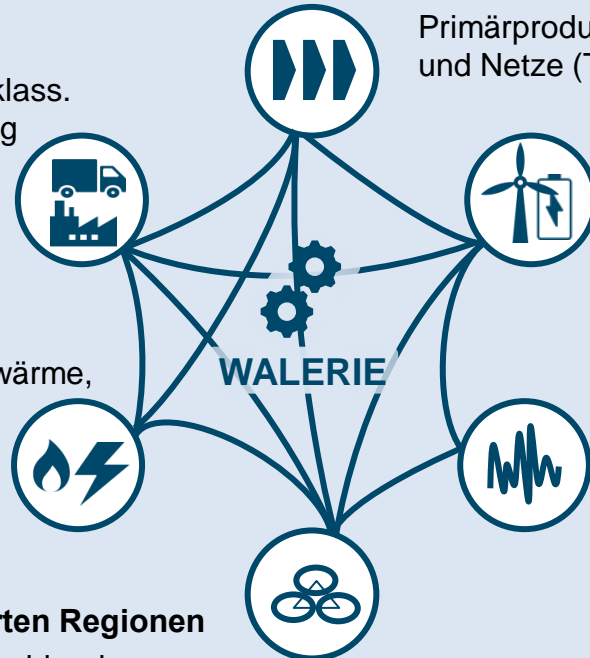 Primärprodu
und Netze (T
klass.
g
wärme,
WALERIE
rten Regionen